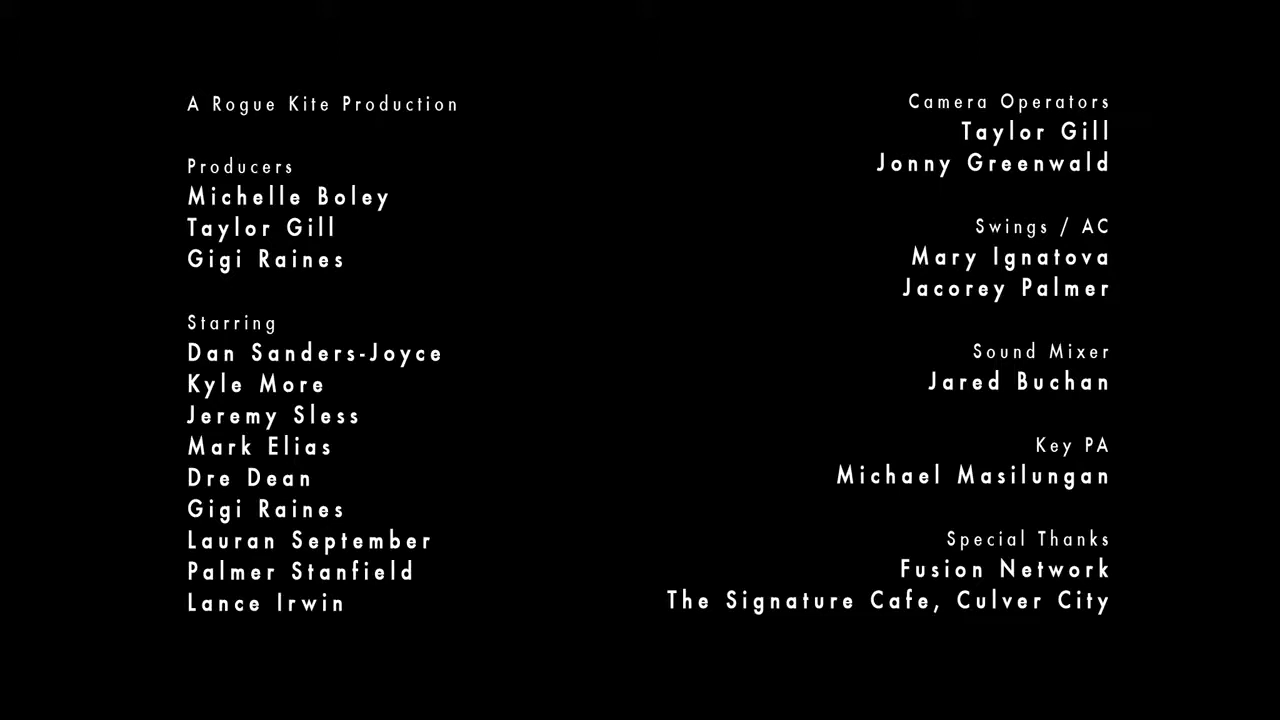 A Rogue Kite Production
Producers
Michelle Boley
Taylor Gill
Gigi Raines
Starring
Dan Sanders-Joyce
Kyle More
Jeremy Sless
Mark Elias
Dre Dean
Gigi Raines
Lauran September
Palmer Stanfield
Lance Irwin
Camera Operators
Taylor Gill
Jonny Greenwald
Swings / AC
Mary Ignatova
Jacorey Palmer
Sound Mixer
Jared Buchan
Key PA
Michael Masilungan
Special Thanks
Fusion Network
The Signature Cafe, Culver City